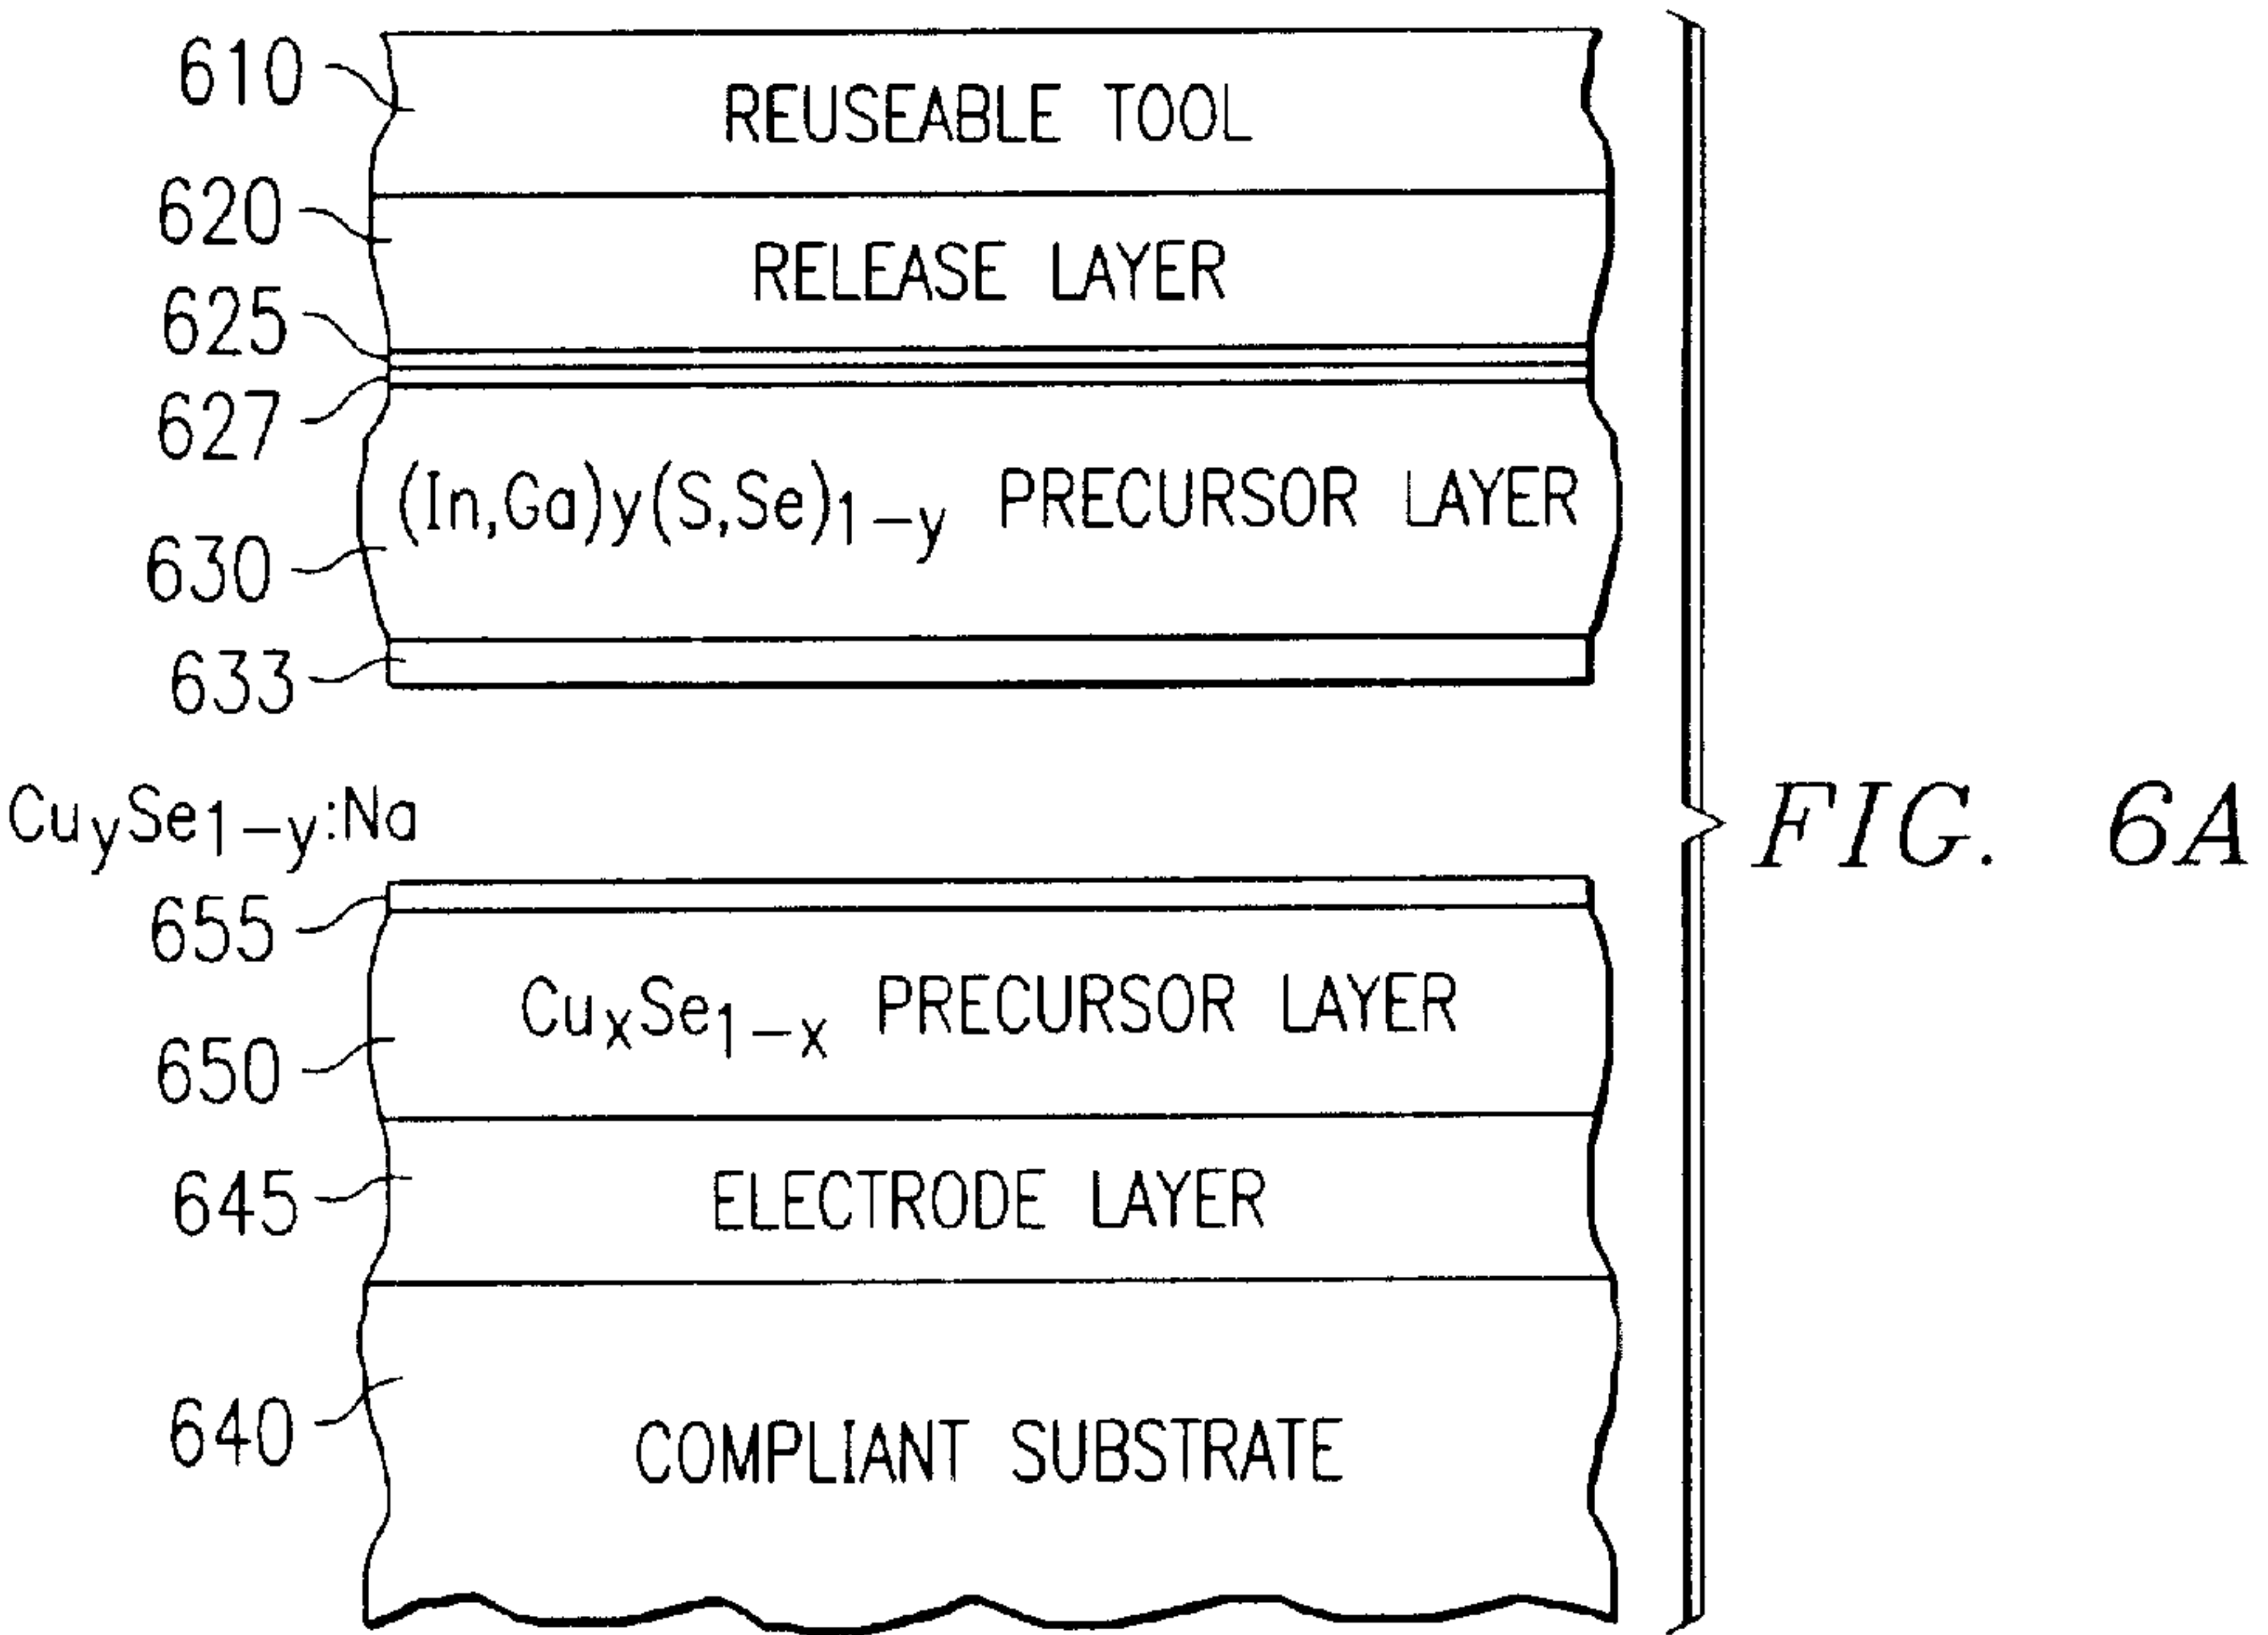 610
REUSEABLE TOOL
620
RELEASE LAYER
625
627
(In,Ga)y(S,Se)1-y PRECURSOR LAYER
630
633
CuySe1-y:Na
FIG. 6A
655
CuxSe1-x PRECURSOR LAYER
650
645
ELECTRODE LAYER
640
COMPLIANT SUBSTRATE